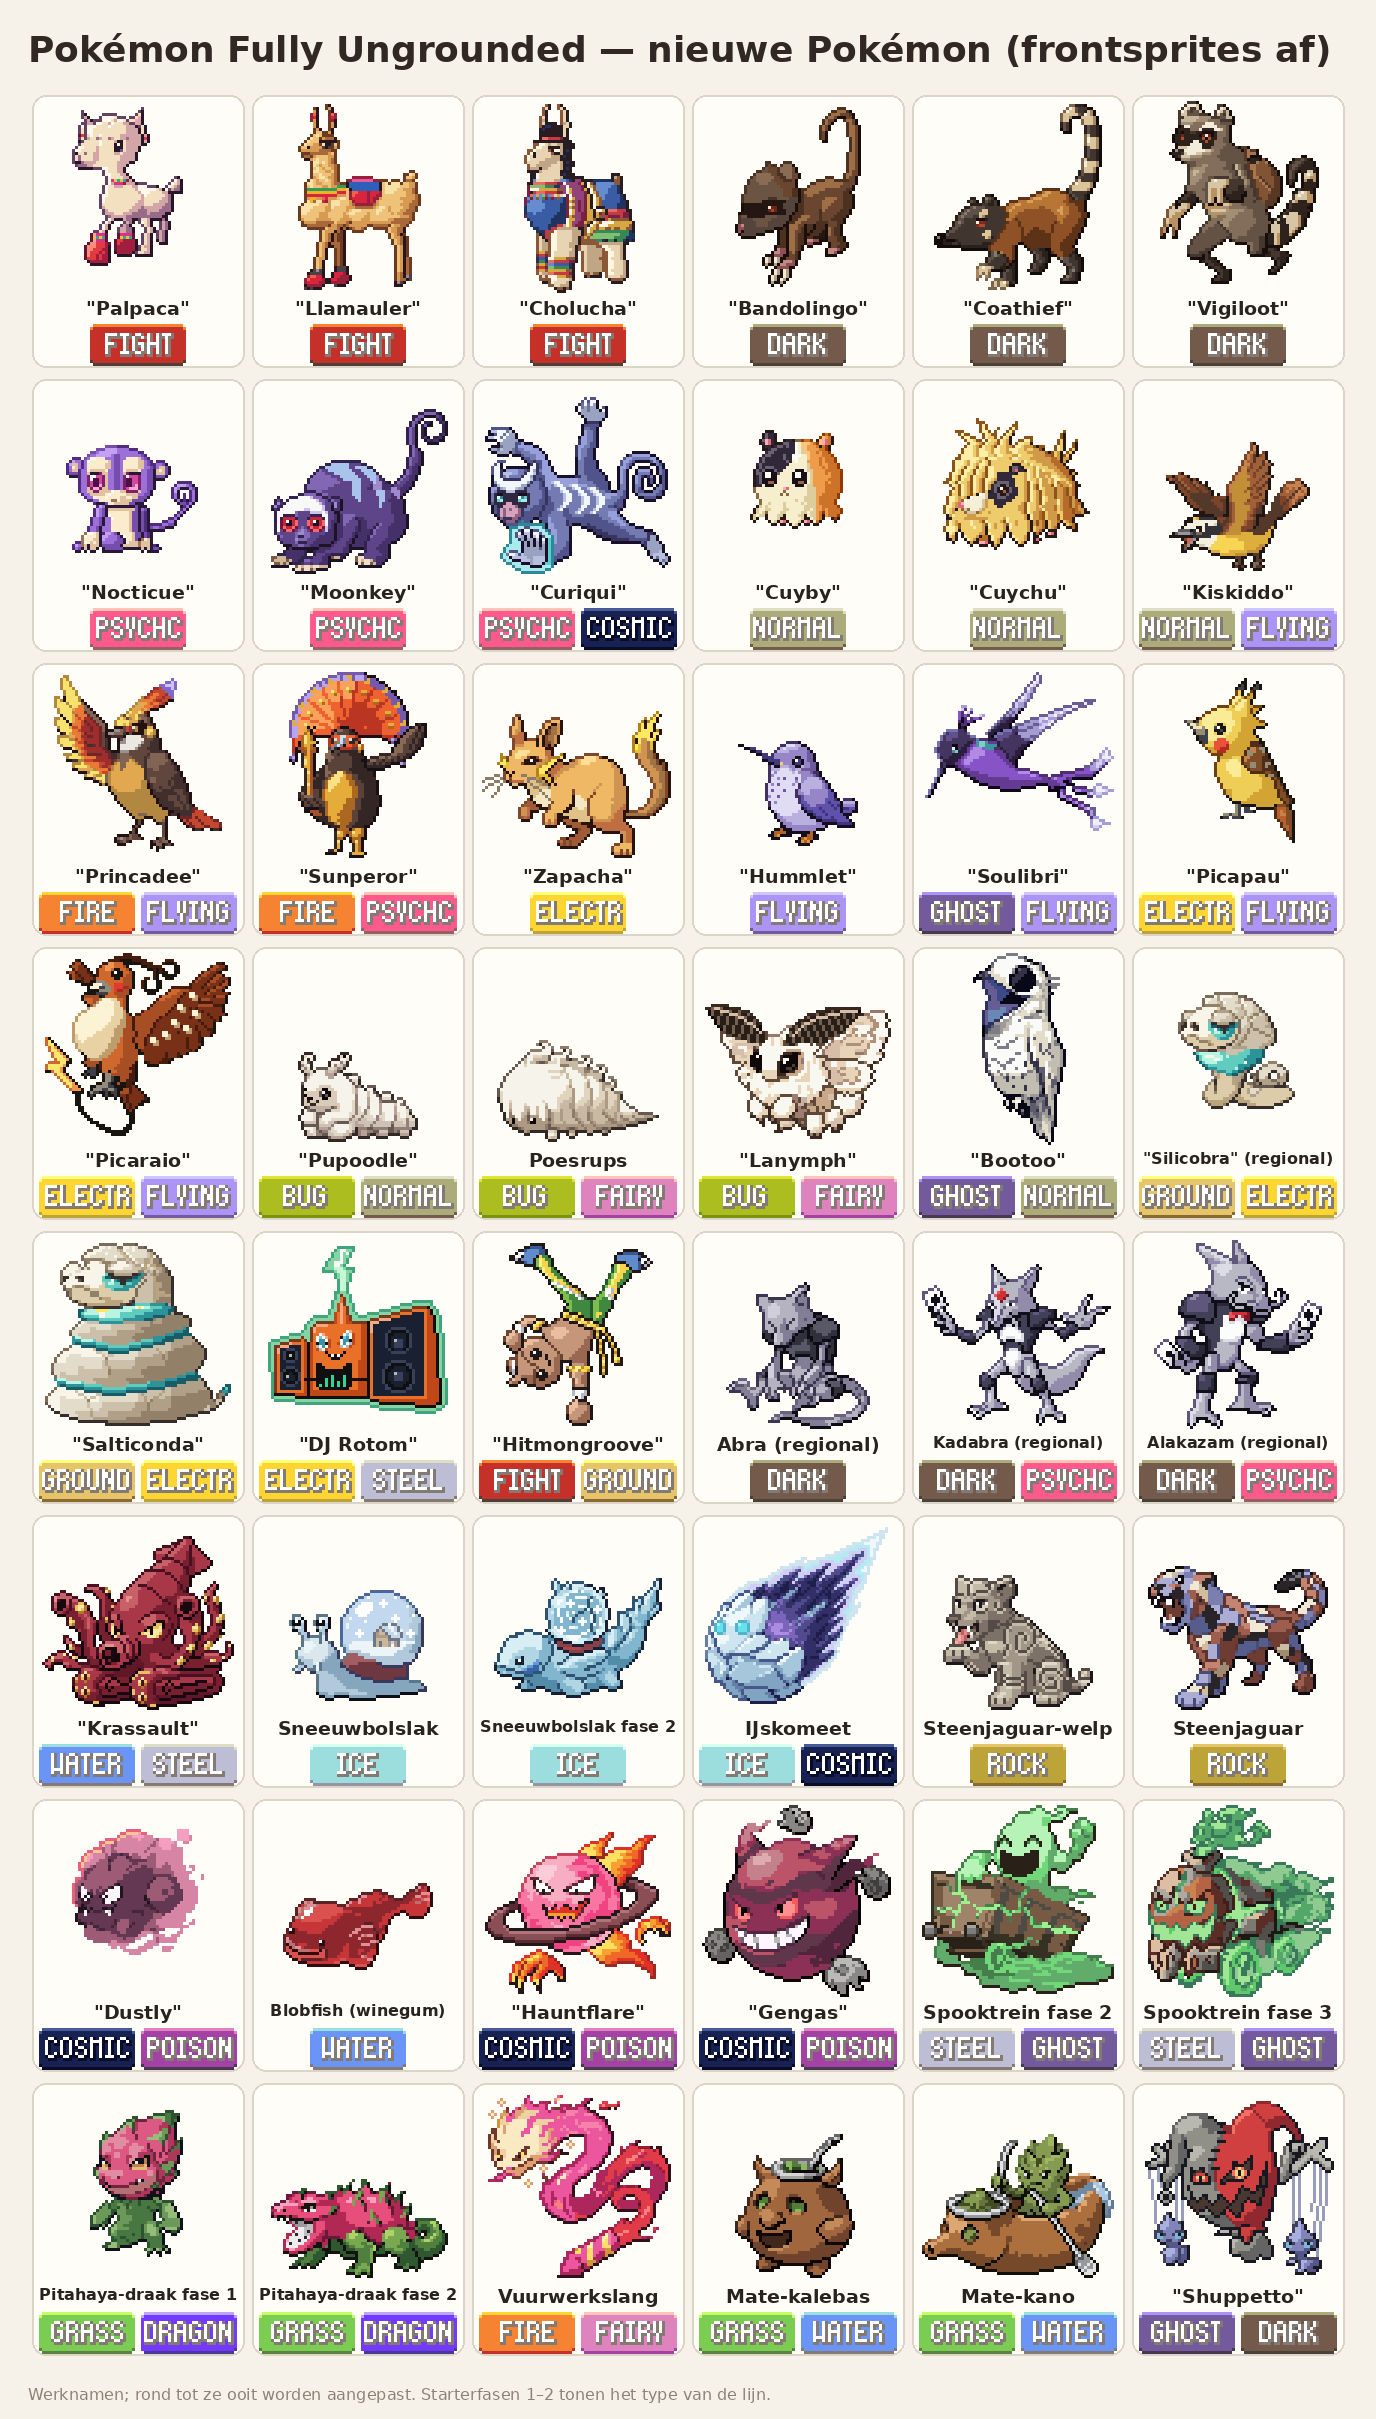 Pokémon Fully Ungrounded — nieuwe Pokémon (frontsprites af)
"Palpaca" "Llamauler" "Cholucha" "Bandolingo" "Coathief" "Vigiloot"
FIGHT FIGHT FIGHT DARK DARK DARK
"Nocticue" "Moonkey" "Curiqui" "Cuyby" "Cuychu" "Kiskiddo"
PSYCHC PSYCHC PSYCHC COSMIC NORMAL NORMAL NORMAL FLYING
"Princadee" "Sunperor" "Zapacha" "Hummlet" "Soulibri" "Picapau"
FIRE FLYING FIRE PSYCHC ELECTR FLYING GHOST FLYING ELECTR FLYING
"Picaraio" "Pupoodle" Poesrups "Lanymph" "Bootoo" "Silicobra" (regional)
ELECTR FLYING BUG NORMAL BUG FAIRY BUG FAIRY GHOST NORMAL GROUND ELECTR
"Salticonda" "DJ Rotom" "Hitmongroove" Abra (regional) Kadabra (regional) Alakazam (regional)
GROUND ELECTR ELECTR STEEL FIGHT GROUND DARK DARK PSYCHC DARK PSYCHC
"Krassault" Sneeuwbolslak Sneeuwbolslak fase 2 IJskomeet Steenjaguar-welp Steenjaguar
WATER STEEL ICE ICE ICE COSMIC ROCK ROCK
"Dustly" Blobfish (winegum) "Hauntflare" "Gengas" Spooktrein fase 2 Spooktrein fase 3
COSMIC POISON WATER COSMIC POISON COSMIC POISON STEEL GHOST STEEL GHOST
Pitahaya-draak fase 1 Pitahaya-draak fase 2 Vuurwerkslang Mate-kalebas Mate-kano "Shuppetto"
GRASS DRAGON GRASS DRAGON FIRE FAIRY GRASS WATER GRASS WATER GHOST DARK
Werknamen; rond tot ze ooit worden aangepast. Starterfasen 1–2 tonen het type van de lijn.